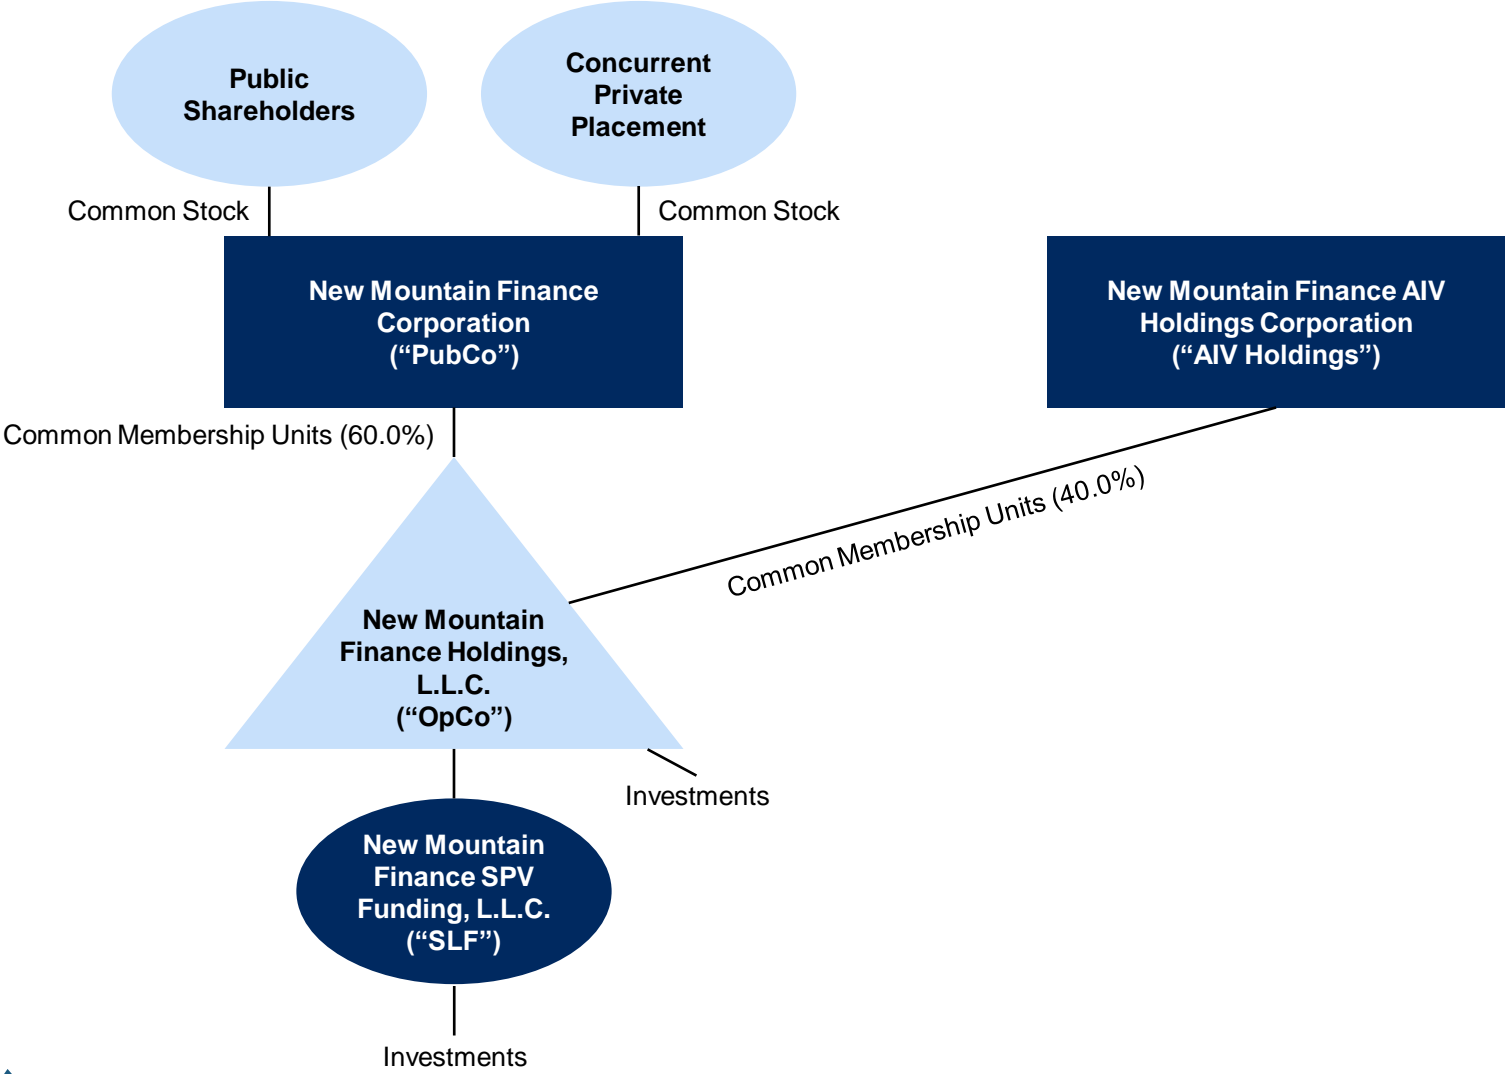 Public
Shareholders
Concurrent
Private
Placement
Common Stock
Common Stock
New Mountain Finance
Corporation
(“PubCo”)
New Mountain Finance AIV
Holdings Corporation
(“AIV Holdings”)
Common Membership Units (60.0%)
Common Membership Units (40.0%)
New Mountain
Finance Holdings,
L.L.C.
(“OpCo”)
Investments
New Mountain
Finance SPV
Funding, L.L.C.
(“SLF”)
Investments